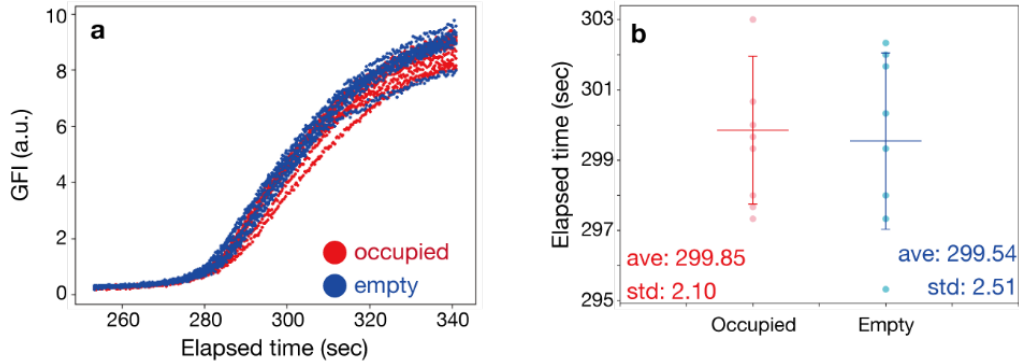 a
GFI (a.u.)
10
8
6
4
2
0
occupied
empty
260
280
300
320
340
Elapsed time (sec)
b
Elapsed time (sec)
303
301
299
297
295
ave: 299.85
std: 2.10
ave: 299.54
std: 2.51
Occupied
Empty